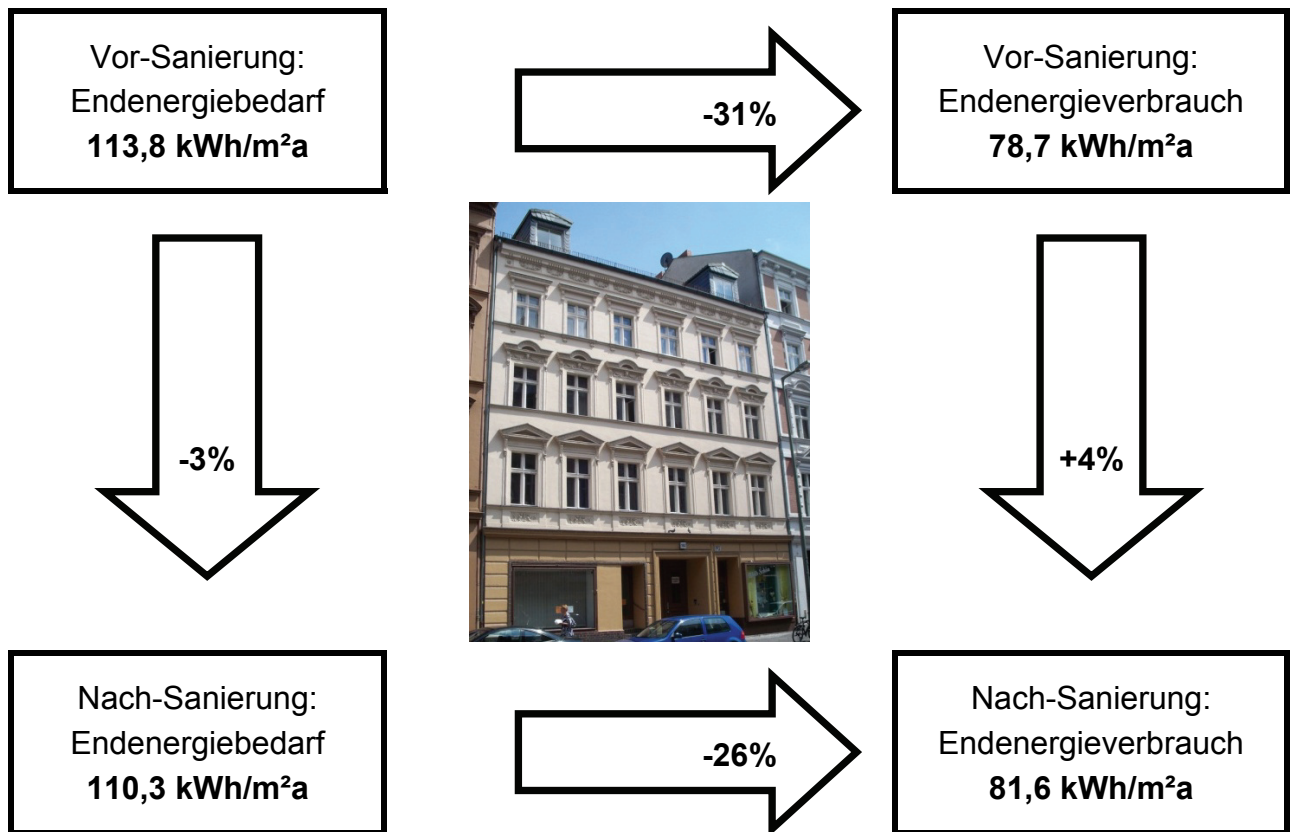 Vor-Sanierung:
Endenergiebedarf
113,8 kWh/m²a
-31%
Vor-Sanierung:
Endenergieverbrauch
78,7 kWh/m²a
-3%
+4%
Nach-Sanierung:
Endenergiebedarf
110,3 kWh/m²a
-26%
Nach-Sanierung:
Endenergieverbrauch
81,6 kWh/m²a